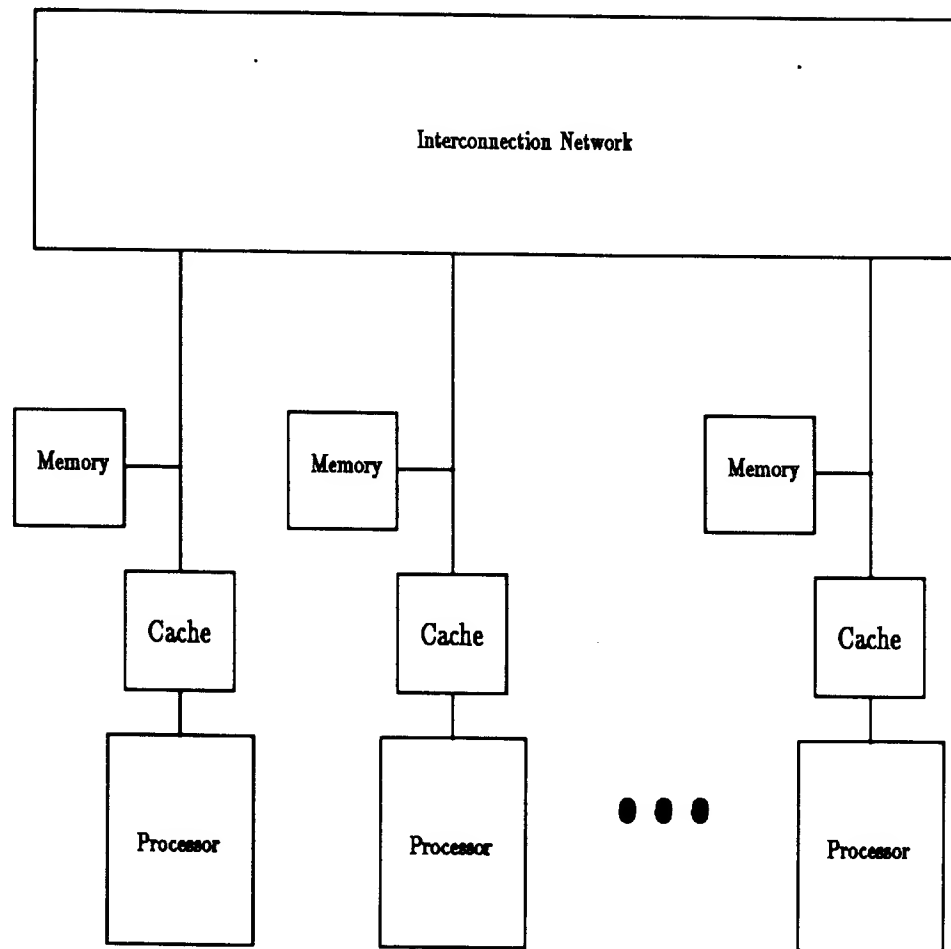 Interconnection Network
Memory
Memory
Memory
Cache
Cache
Cache
Processor
Processor
Processor